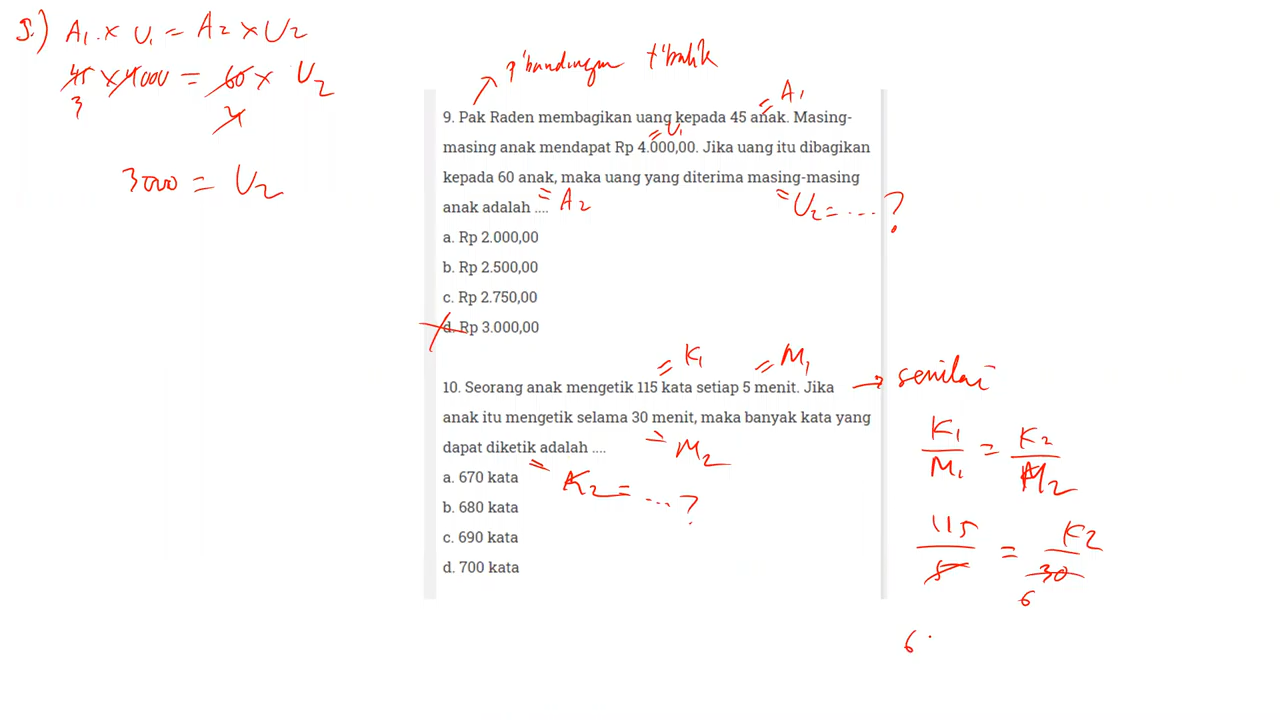 9.) A1 × U1 = A2 × U2
45 × 4000 = 60 × U2
3
4
3000 = U2
p'bandingan t'balik
= A1
9. Pak Raden membagikan uang kepada 45 anak. Masing-
= U1
masing anak mendapat Rp 4.000,00. Jika uang itu dibagikan
kepada 60 anak, maka uang yang diterima masing-masing
anak adalah ....
= A2
= U2 = ... ?
a. Rp 2.000,00
b. Rp 2.500,00
c. Rp 2.750,00
d. Rp 3.000,00
= K1 = M1
10. Seorang anak mengetik 115 kata setiap 5 menit. Jika
→ senilai
anak itu mengetik selama 30 menit, maka banyak kata yang
dapat diketik adalah ....
= M2
= K2 = ... ?
a. 670 kata
b. 680 kata
c. 690 kata
d. 700 kata
K1/M1 = K2/M2
115/5 = K2/30
6
6 .